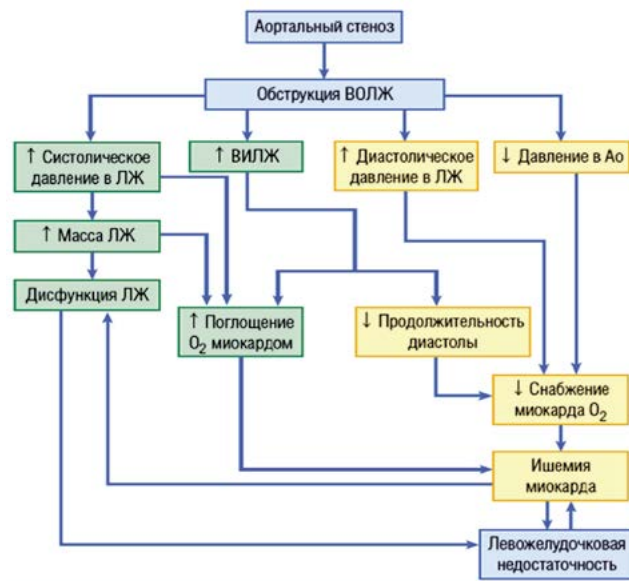 Аортальный стеноз
Обструкция ВОЛЖ
↑ Систолическое
давление в ЛЖ
↑ ВИЛЖ
↑ Диастолическое
давление в ЛЖ
↓ Давление в Ао
↑ Масса ЛЖ
Дисфункция ЛЖ
↑ Поглощение
O₂ миокардом
↓ Продолжительность
диастолы
↓ Снабжение
миокарда O₂
Ишемия
миокарда
Левожелудочковая
недостаточность